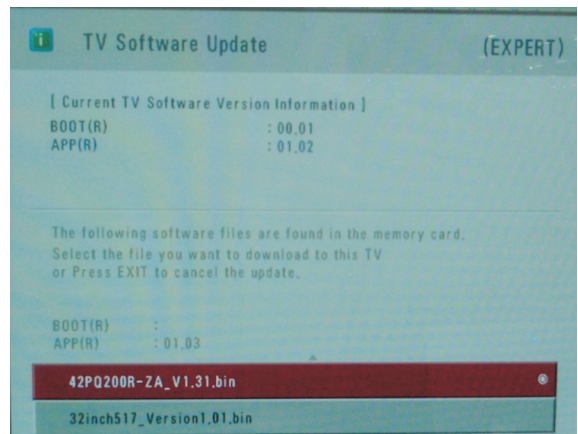 TV Software Update (EXPERT)
[ Current TV Software Version Information ]
BOOT(R) : 00.01
APP(R) : 01.02
The following software files are found in the memory card.
Select the file you want to download to this TV
or Press EXIT to cancel the update.
BOOT(R) :
APP(R) : 01.03
42PQ200R-ZA_V1.31.bin
32inch517_Version1.01.bin